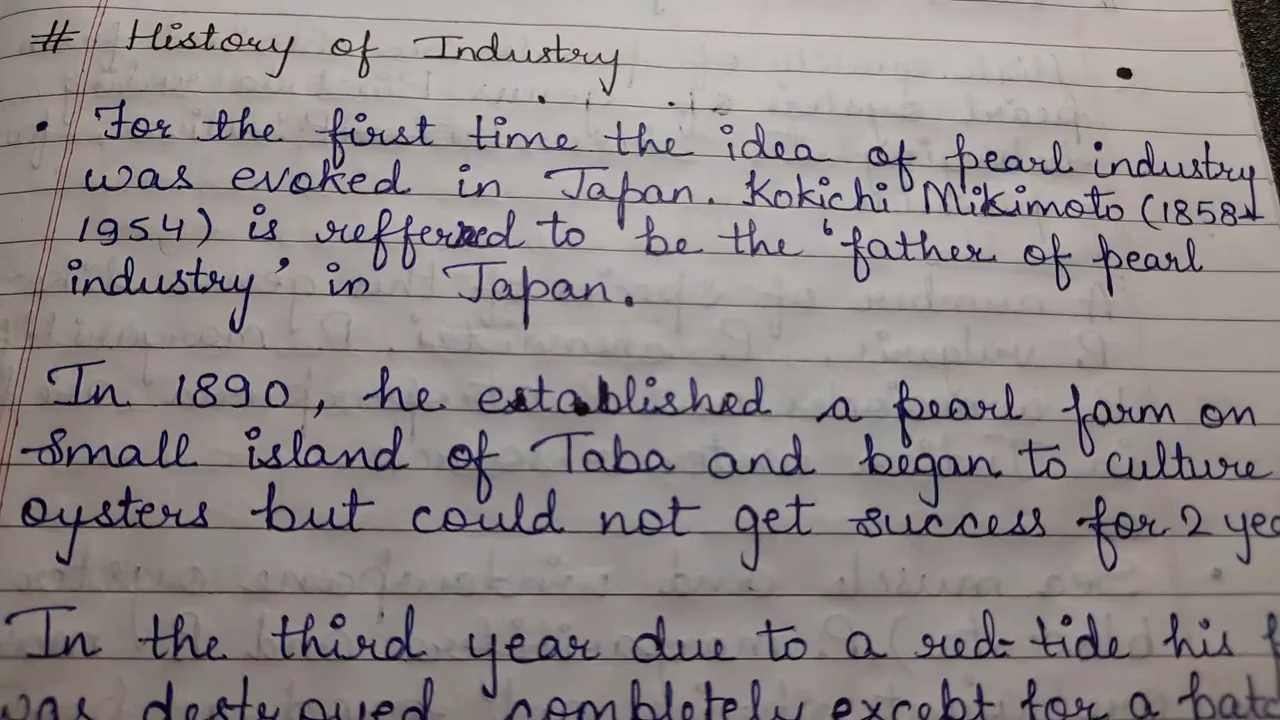 # History of Industry
• For the first time the idea of pearl industry
was evoked in Japan. Kokichi Mikimoto (1858-
1954) is refferred to be the 'father of pearl
industry' in Japan.
In 1890, he established a pearl farm on
small island of Taba and began to culture
oysters but could not get success for 2
In the third year due to a red-tide his
was destroyed completely except for a